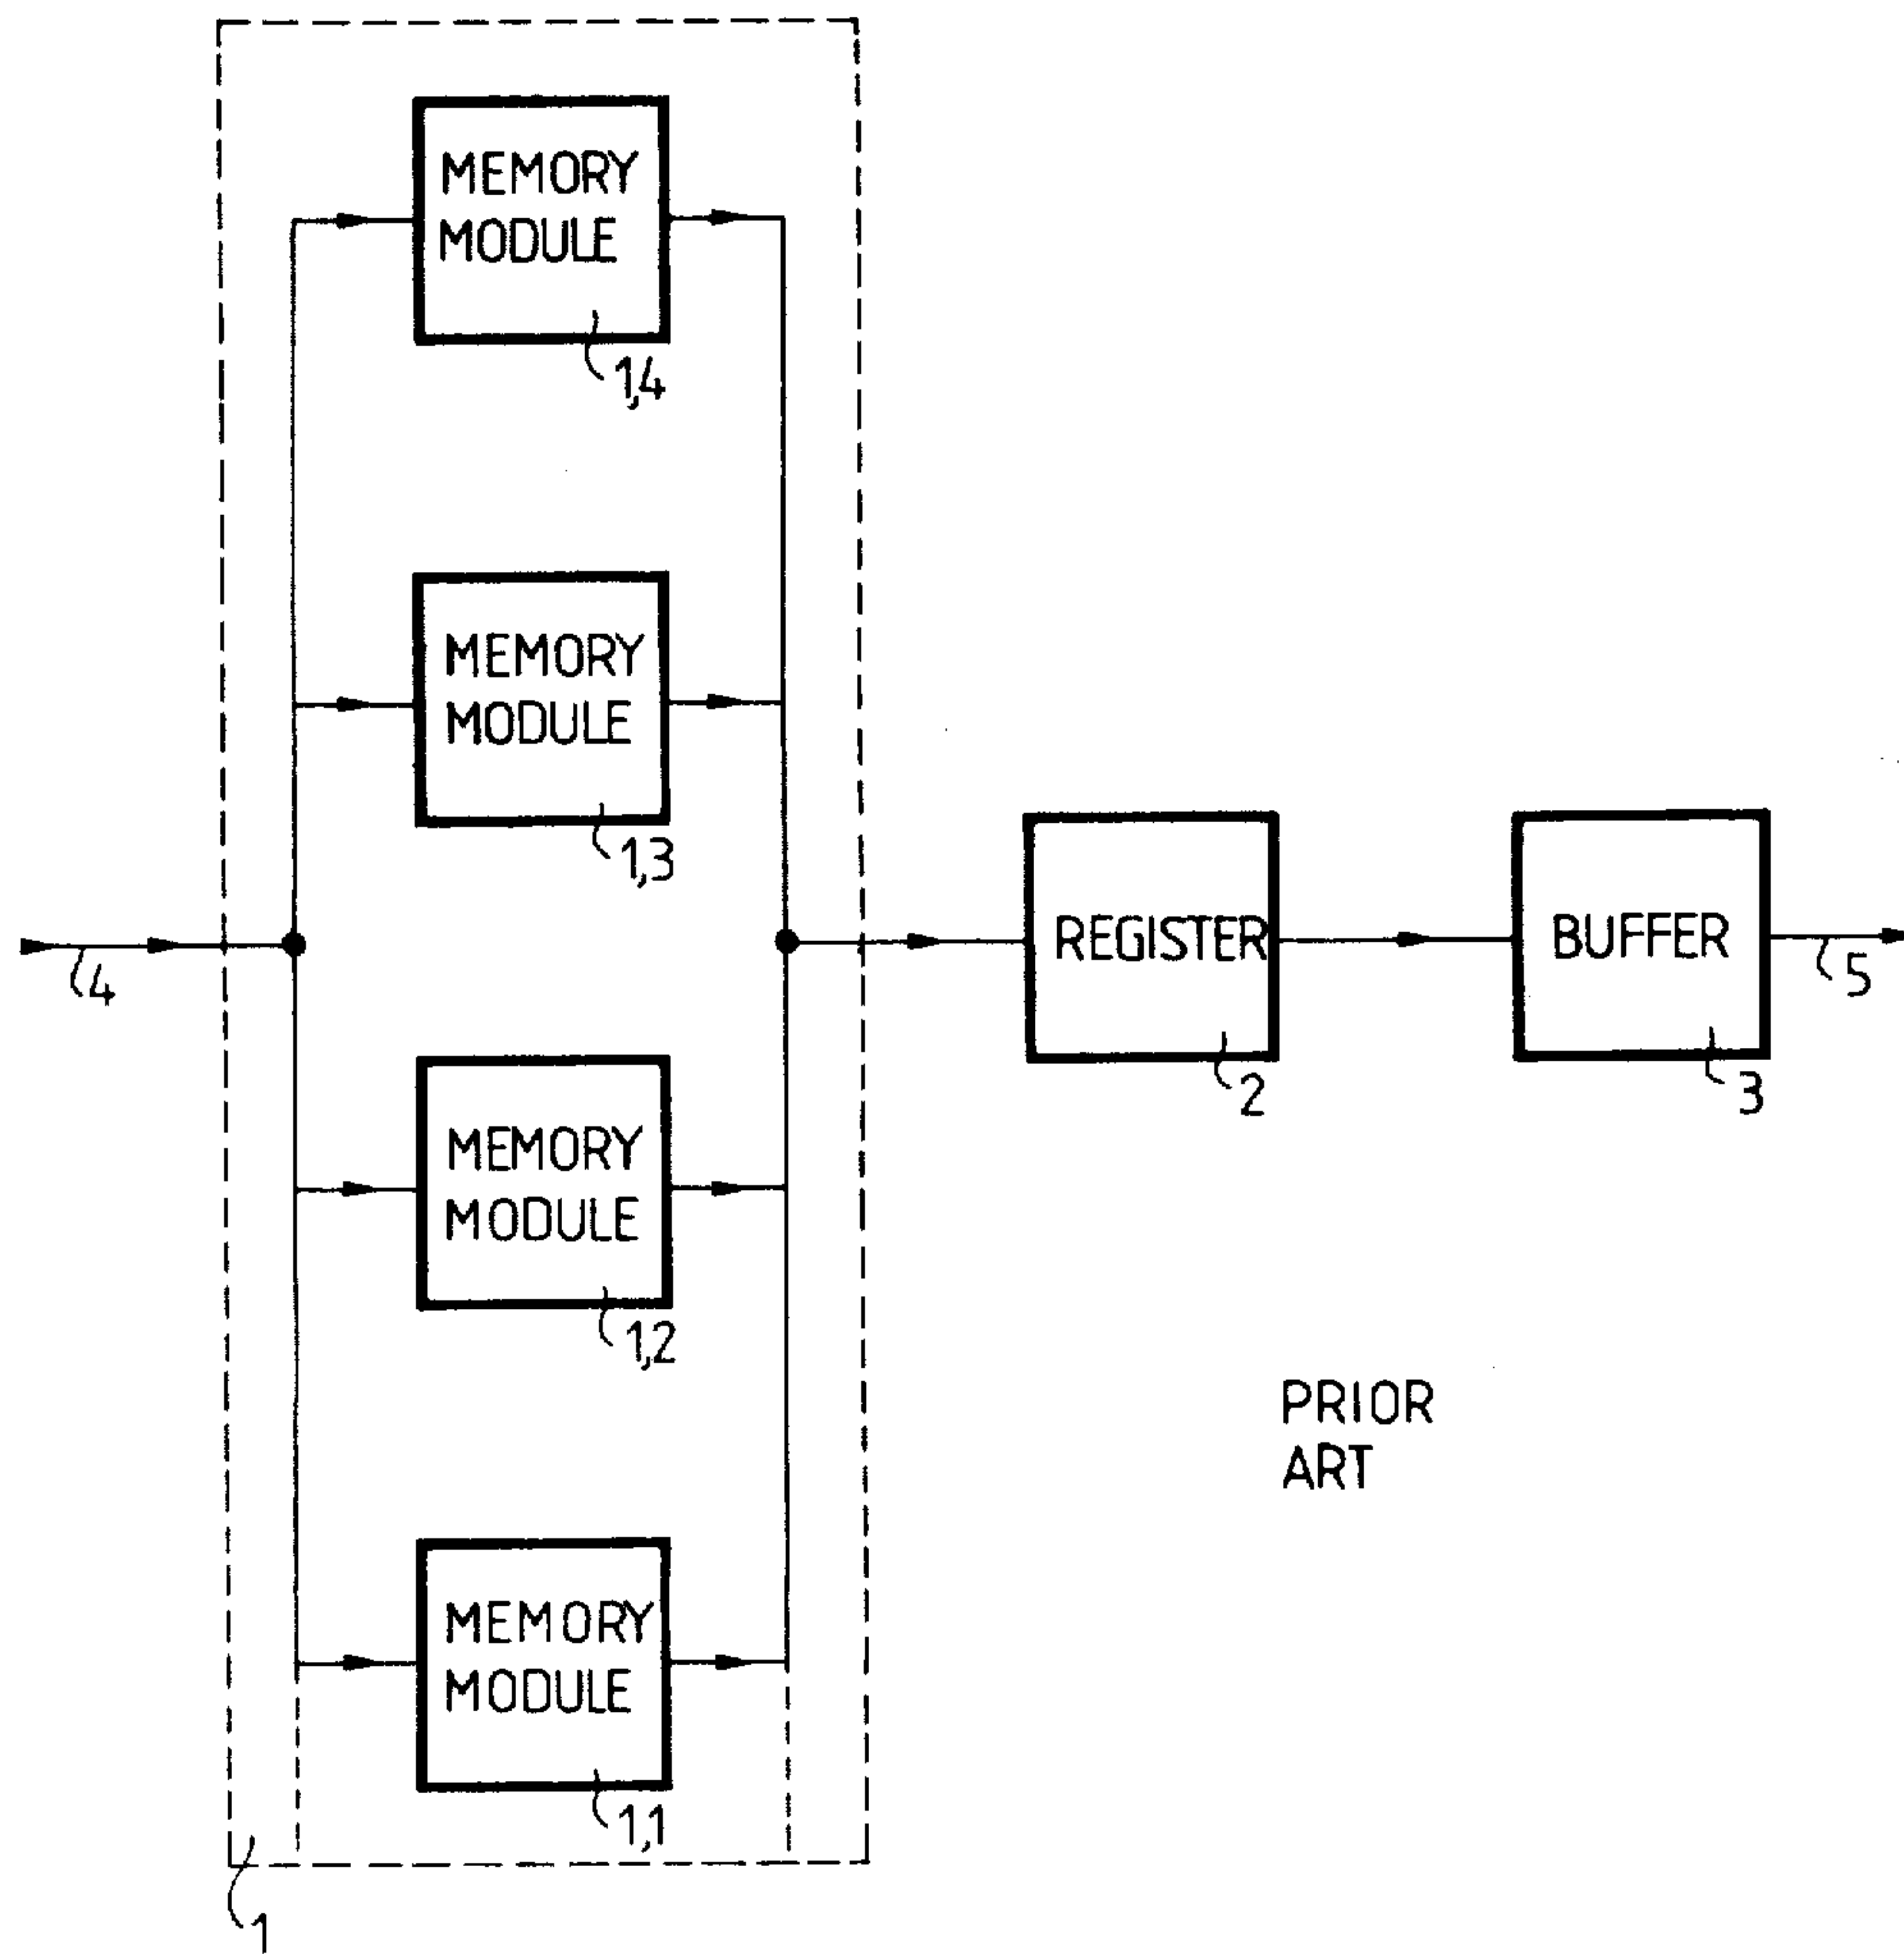 MEMORY
MODULE
1,4
MEMORY
MODULE
1,3
4
REGISTER
2
BUFFER
3
5
MEMORY
MODULE
1,2
PRIOR
ART
MEMORY
MODULE
1,1
1